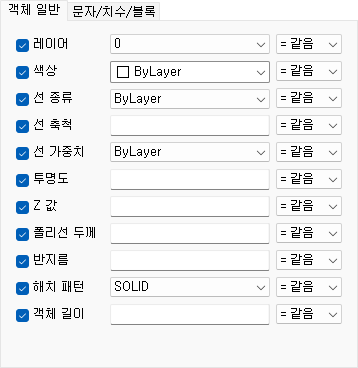 객체 일반 문자/치수/블록
레이어 0 = 같음
색상 ByLayer = 같음
선 종류 ByLayer = 같음
선 축척 = 같음
선 가중치 ByLayer = 같음
투명도 = 같음
Z 값 = 같음
폴리선 두께 = 같음
반지름 = 같음
해치 패턴 SOLID = 같음
객체 길이 = 같음